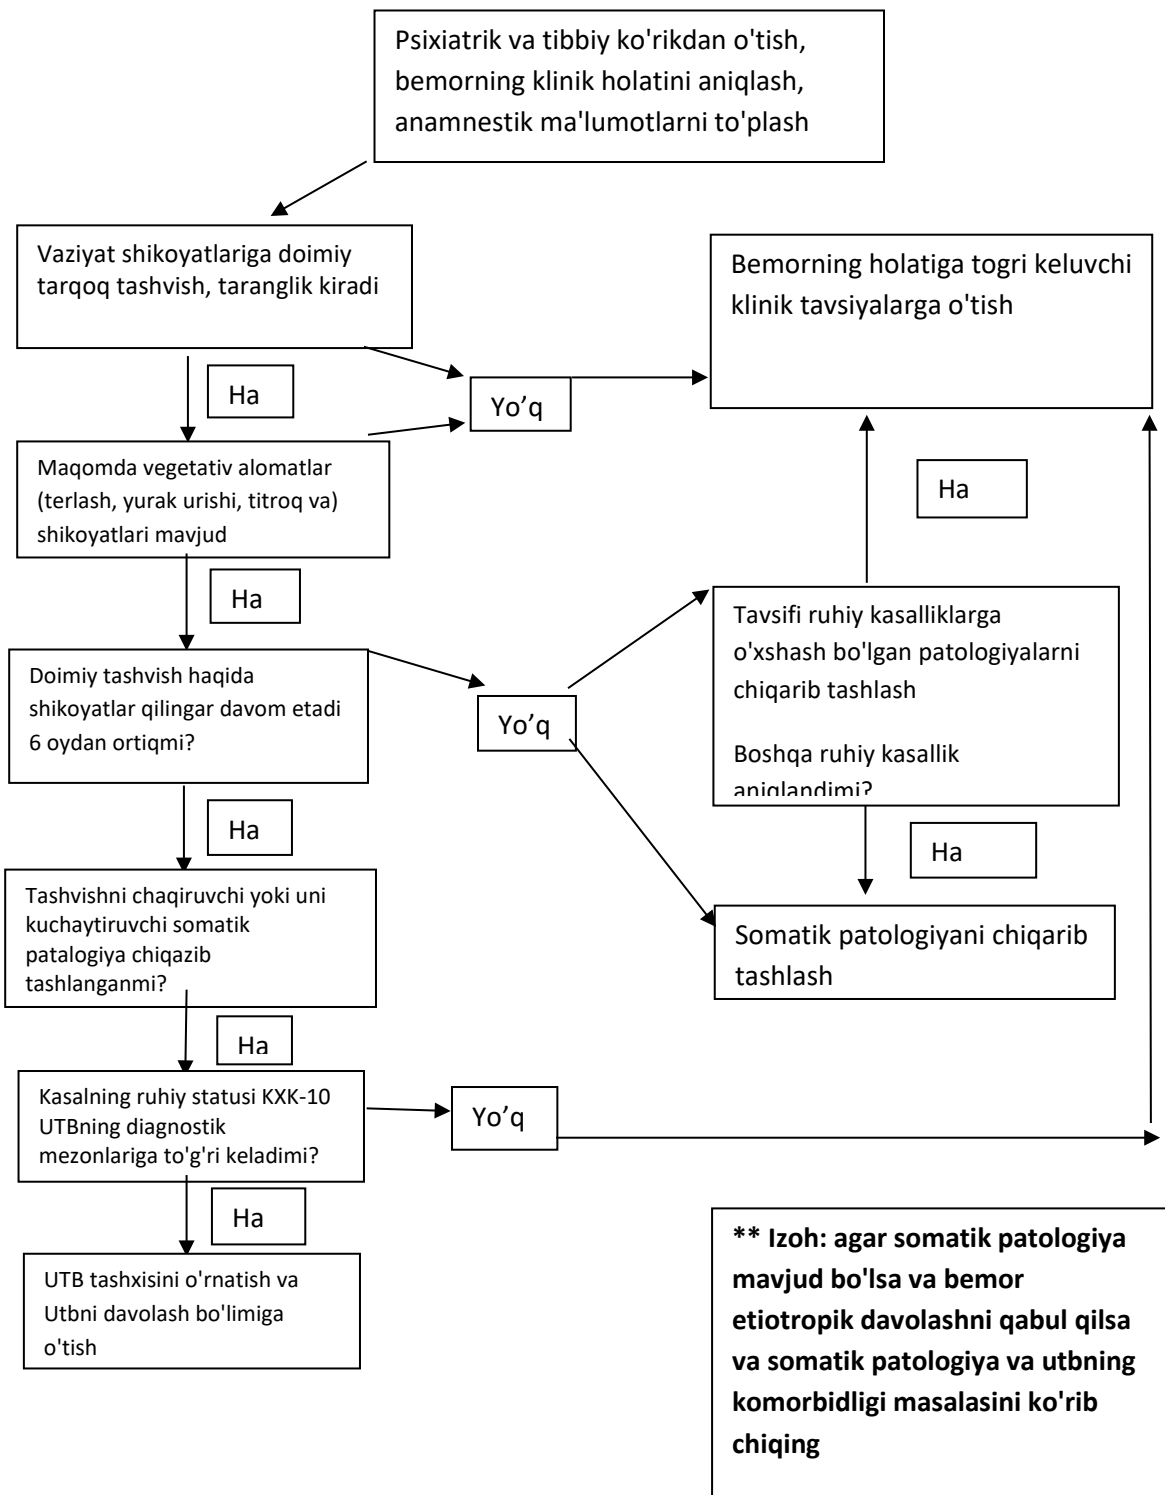 Psixiatrik va tibbiy ko'rikdan o'tish,
bemorning klinik holatini aniqlash,
anamnestik ma'lumotlarni to'plash
Vaziyat shikoyatlariga doimiy
tarqoq tashvish, taranglik kiradi
Bemorning holatiga togri keluvchi
klinik tavsiyalarga o'tish
Ha
Yo’q
Maqomda vegetativ alomatlar
(terlash, yurak urishi, titroq va)
shikoyatlari mavjud
Ha
Ha
Doimiy tashvish haqida
shikoyatlar qilingar davom etadi
6 oydan ortiqmi?
Yo’q
Tavsifi ruhiy kasalliklarga
o'xshash bo'lgan patologiyalarni
chiqarib tashlash
Boshqa ruhiy kasallik
aniqlandimi?
Ha
Ha
Tashvishni chaqiruvchi yoki uni
kuchaytiruvchi somatik
patalogiya chiqazib
tashlanganmi?
Somatik patologiyani chiqarib
tashlash
Ha
Kasalning ruhiy statusi KXK-10
UTBning diagnostik
mezonlariga to'g'ri keladimi?
Yo’q
Ha
UTB tashxisini o'rnatish va
Utbni davolash bo'limiga
o'tish
** Izoh: agar somatik patologiya
mavjud bo'lsa va bemor
etiotropik davolashni qabul qilsa
va somatik patologiya va utbning
komorbidligi masalasini ko'rib
chiqing